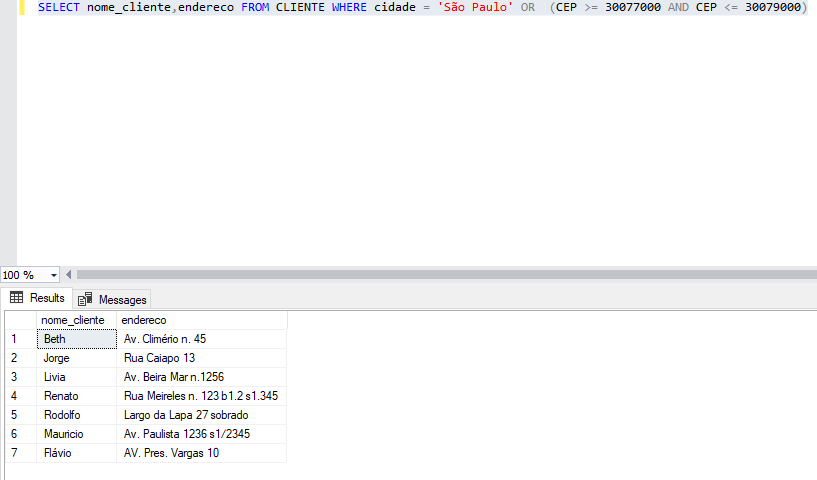 SELECT nome_cliente,endereco FROM CLIENTE WHERE cidade = 'São Paulo' OR  (CEP >= 30077000 AND CEP <= 30079000)
100 %
Results Messages
nome_cliente endereco
1 Beth Av. Climério n. 45
2 Jorge Rua Caiapo 13
3 Livia Av. Beira Mar n.1256
4 Renato Rua Meireles n. 123 b1.2 s1.345
5 Rodolfo Largo da Lapa 27 sobrado
6 Mauricio Av. Paulista 1236 s1/2345
7 Flávio AV. Pres. Vargas 10